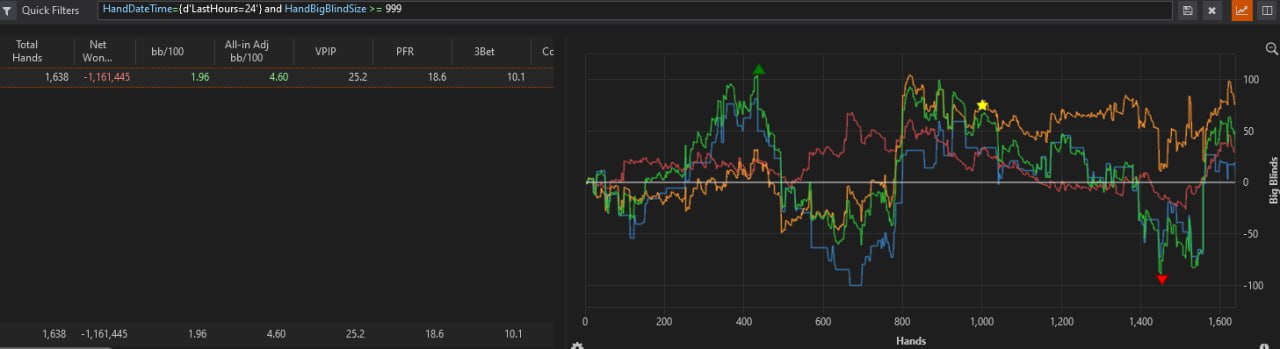 Quick Filters HandDateTime={d'LastHours=24'} and HandBigBlindSize >= 999
Total Hands Net Won... bb/100 All-in Adj bb/100 VPIP PFR 3Bet Cc
1,638 -1,161,445 1.96 4.60 25.2 18.6 10.1
1,638 -1,161,445 1.96 4.60 25.2 18.6 10.1
100
50
0
-50
-100
Big Blinds
0 200 400 600 800 1,000 1,200 1,400 1,600
Hands